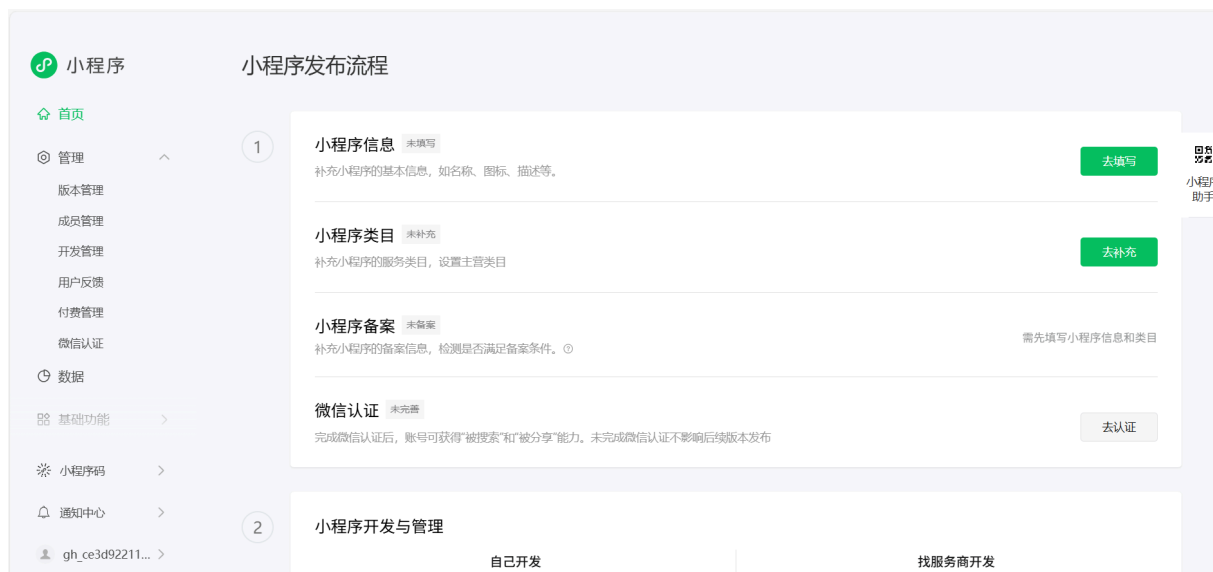 小程序
小程序发布流程
首页
管理
版本管理
成员管理
开发管理
用户反馈
付费管理
微信认证
数据
基础功能
小程序码
通知中心
gh_ce3d92211...
1
小程序信息 未填写
补充小程序的基本信息，如名称、图标、描述等。
去填写
小程序类目 未补充
补充小程序的服务类目，设置主营类目
去补充
小程序备案 未备案
补充小程序的备案信息，检测是否满足备案条件。
需先填写小程序信息和类目
微信认证 未完善
完成微信认证后，账号可获得“被搜索”和“被分享”能力。未完成微信认证不影响后续版本发布
去认证
2
小程序开发与管理
自己开发
找服务商开发
小程序
助手